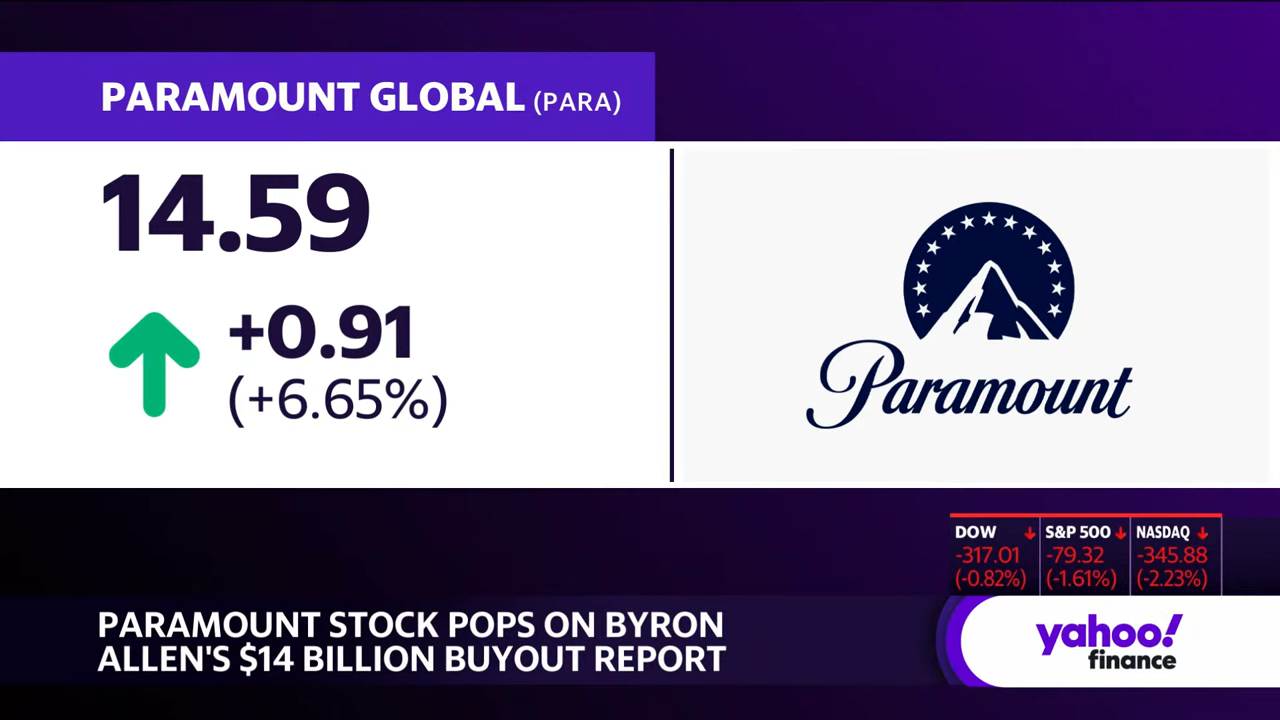 PARAMOUNT GLOBAL (PARA)
14.59
+0.91
(+6.65%)
Paramount
DOW
-317.01
(-0.82%)
S&P 500
-79.32
(-1.61%)
NASDAQ
-345.88
(-2.23%)
PARAMOUNT STOCK POPS ON BYRON
ALLEN'S $14 BILLION BUYOUT REPORT
yahoo!
finance